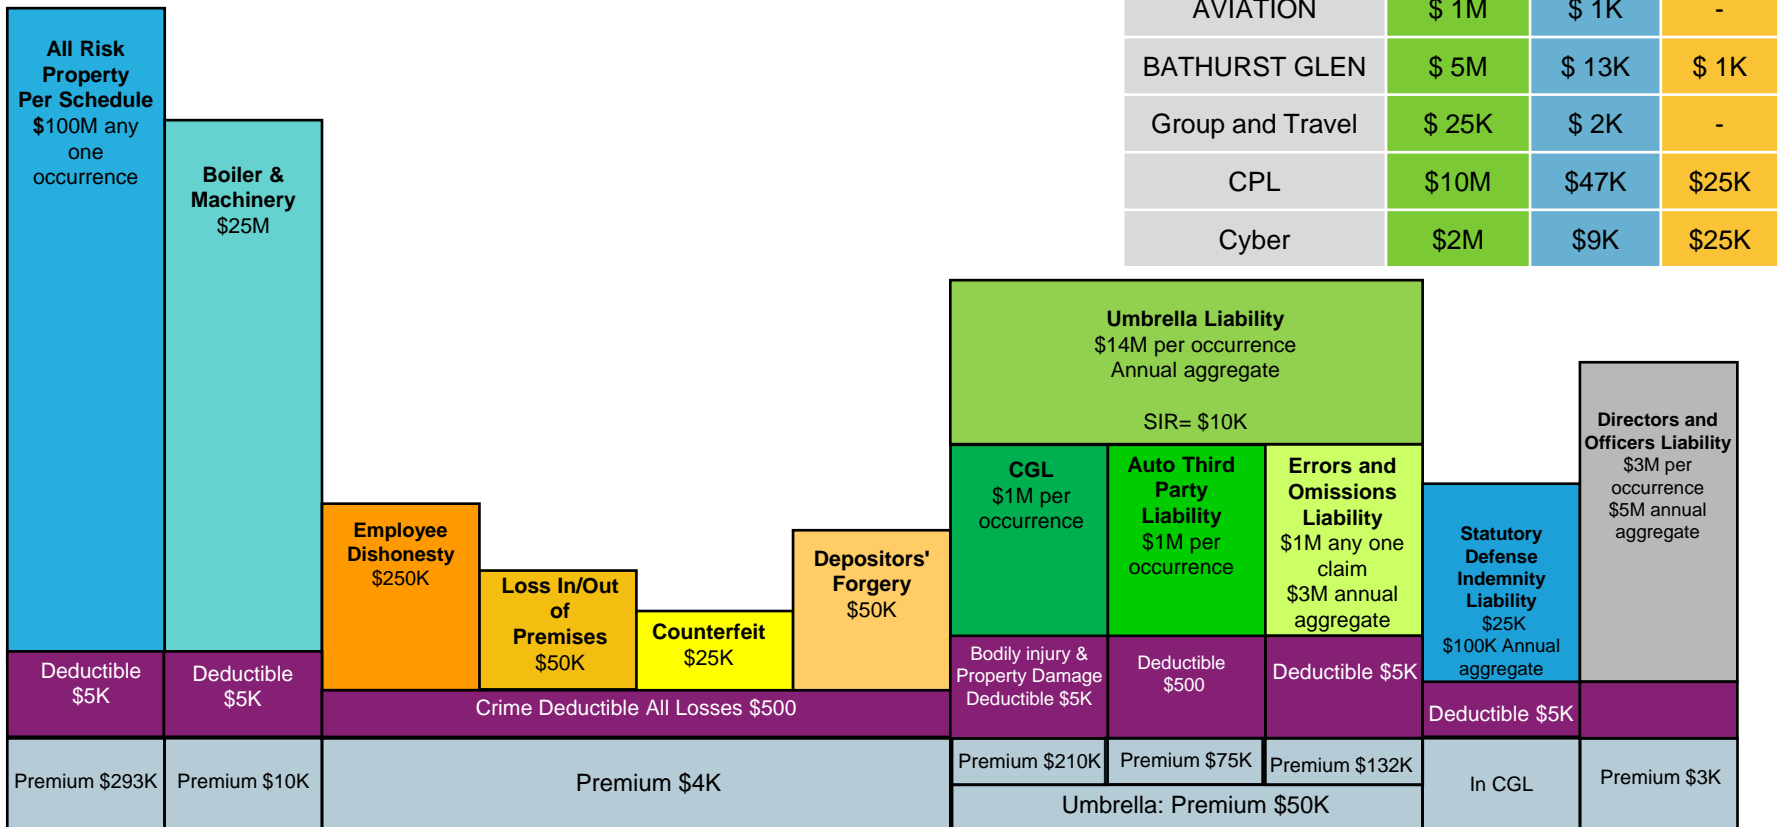 AVIATION $ 1M $ 1K -
BATHURST GLEN $ 5M $ 13K $ 1K
Group and Travel $ 25K $ 2K -
CPL $10M $47K $25K
Cyber $2M $9K $25K
All Risk
Property
Per Schedule
$100M any
one
occurrence
Boiler &
Machinery
$25M
Employee
Dishonesty
$250K
Loss In/Out
of
Premises
$50K
Counterfeit
$25K
Depositors'
Forgery
$50K
Umbrella Liability
$14M per occurrence
Annual aggregate
SIR= $10K
CGL
$1M per
occurrence
Auto Third
Party
Liability
$1M per
occurrence
Errors and
Omissions
Liability
$1M any one
claim
$3M annual
aggregate
Statutory
Defense
Indemnity
Liability
$25K
$100K Annual
aggregate
Directors and
Officers Liability
$3M per
occurrence
$5M annual
aggregate
Deductible
$5K
Deductible
$5K
Crime Deductible All Losses $500
Bodily injury &
Property Damage
Deductible $5K
Deductible
$500
Deductible $5K
Deductible $5K
Premium $293K
Premium $10K
Premium $4K
Premium $210K
Premium $75K
Premium $132K
Umbrella: Premium $50K
In CGL
Premium $3K